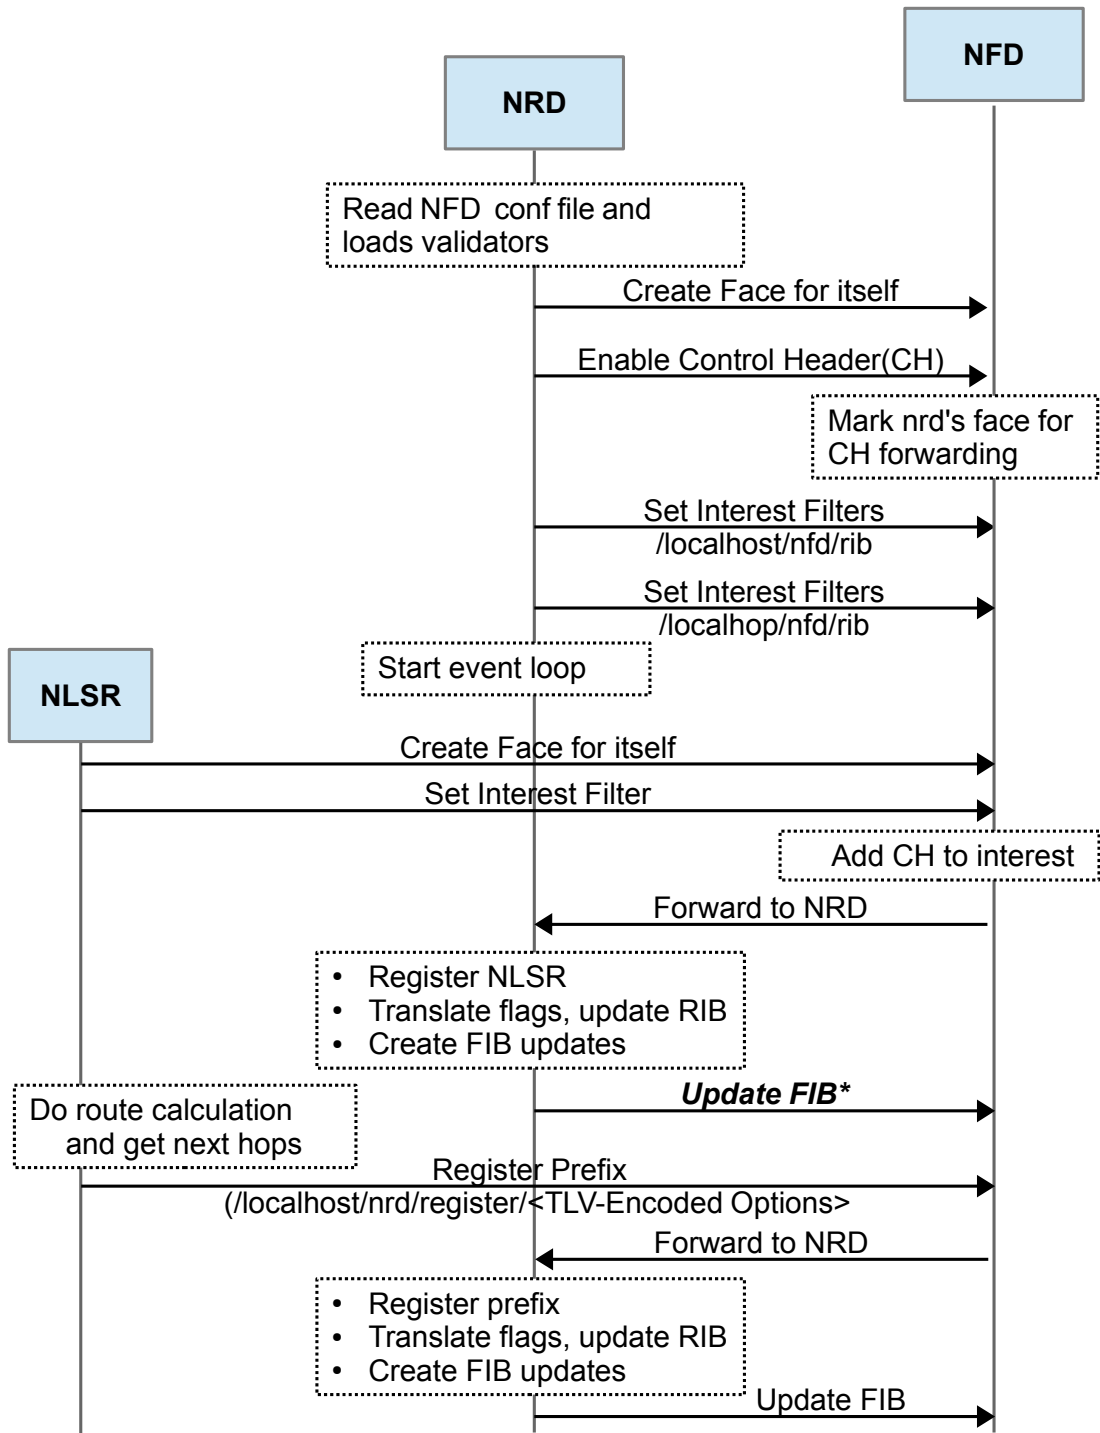 NFD
NRD
Read NFD  conf file and
loads validators
Create Face for itself
Enable Control Header(CH)
Mark nrd's face for
CH forwarding
Set Interest Filters
/localhost/nfd/rib
Set Interest Filters
/localhop/nfd/rib
Start event loop
NLSR
Create Face for itself
Set Interest Filter
Add CH to interest
Forward to NRD
• Register NLSR
• Translate flags, update RIB
• Create FIB updates
Update FIB*
Do route calculation
and get next hops
Register Prefix
(/localhost/nrd/register/<TLV-Encoded Options>
Forward to NRD
• Register prefix
• Translate flags, update RIB
• Create FIB updates
Update FIB